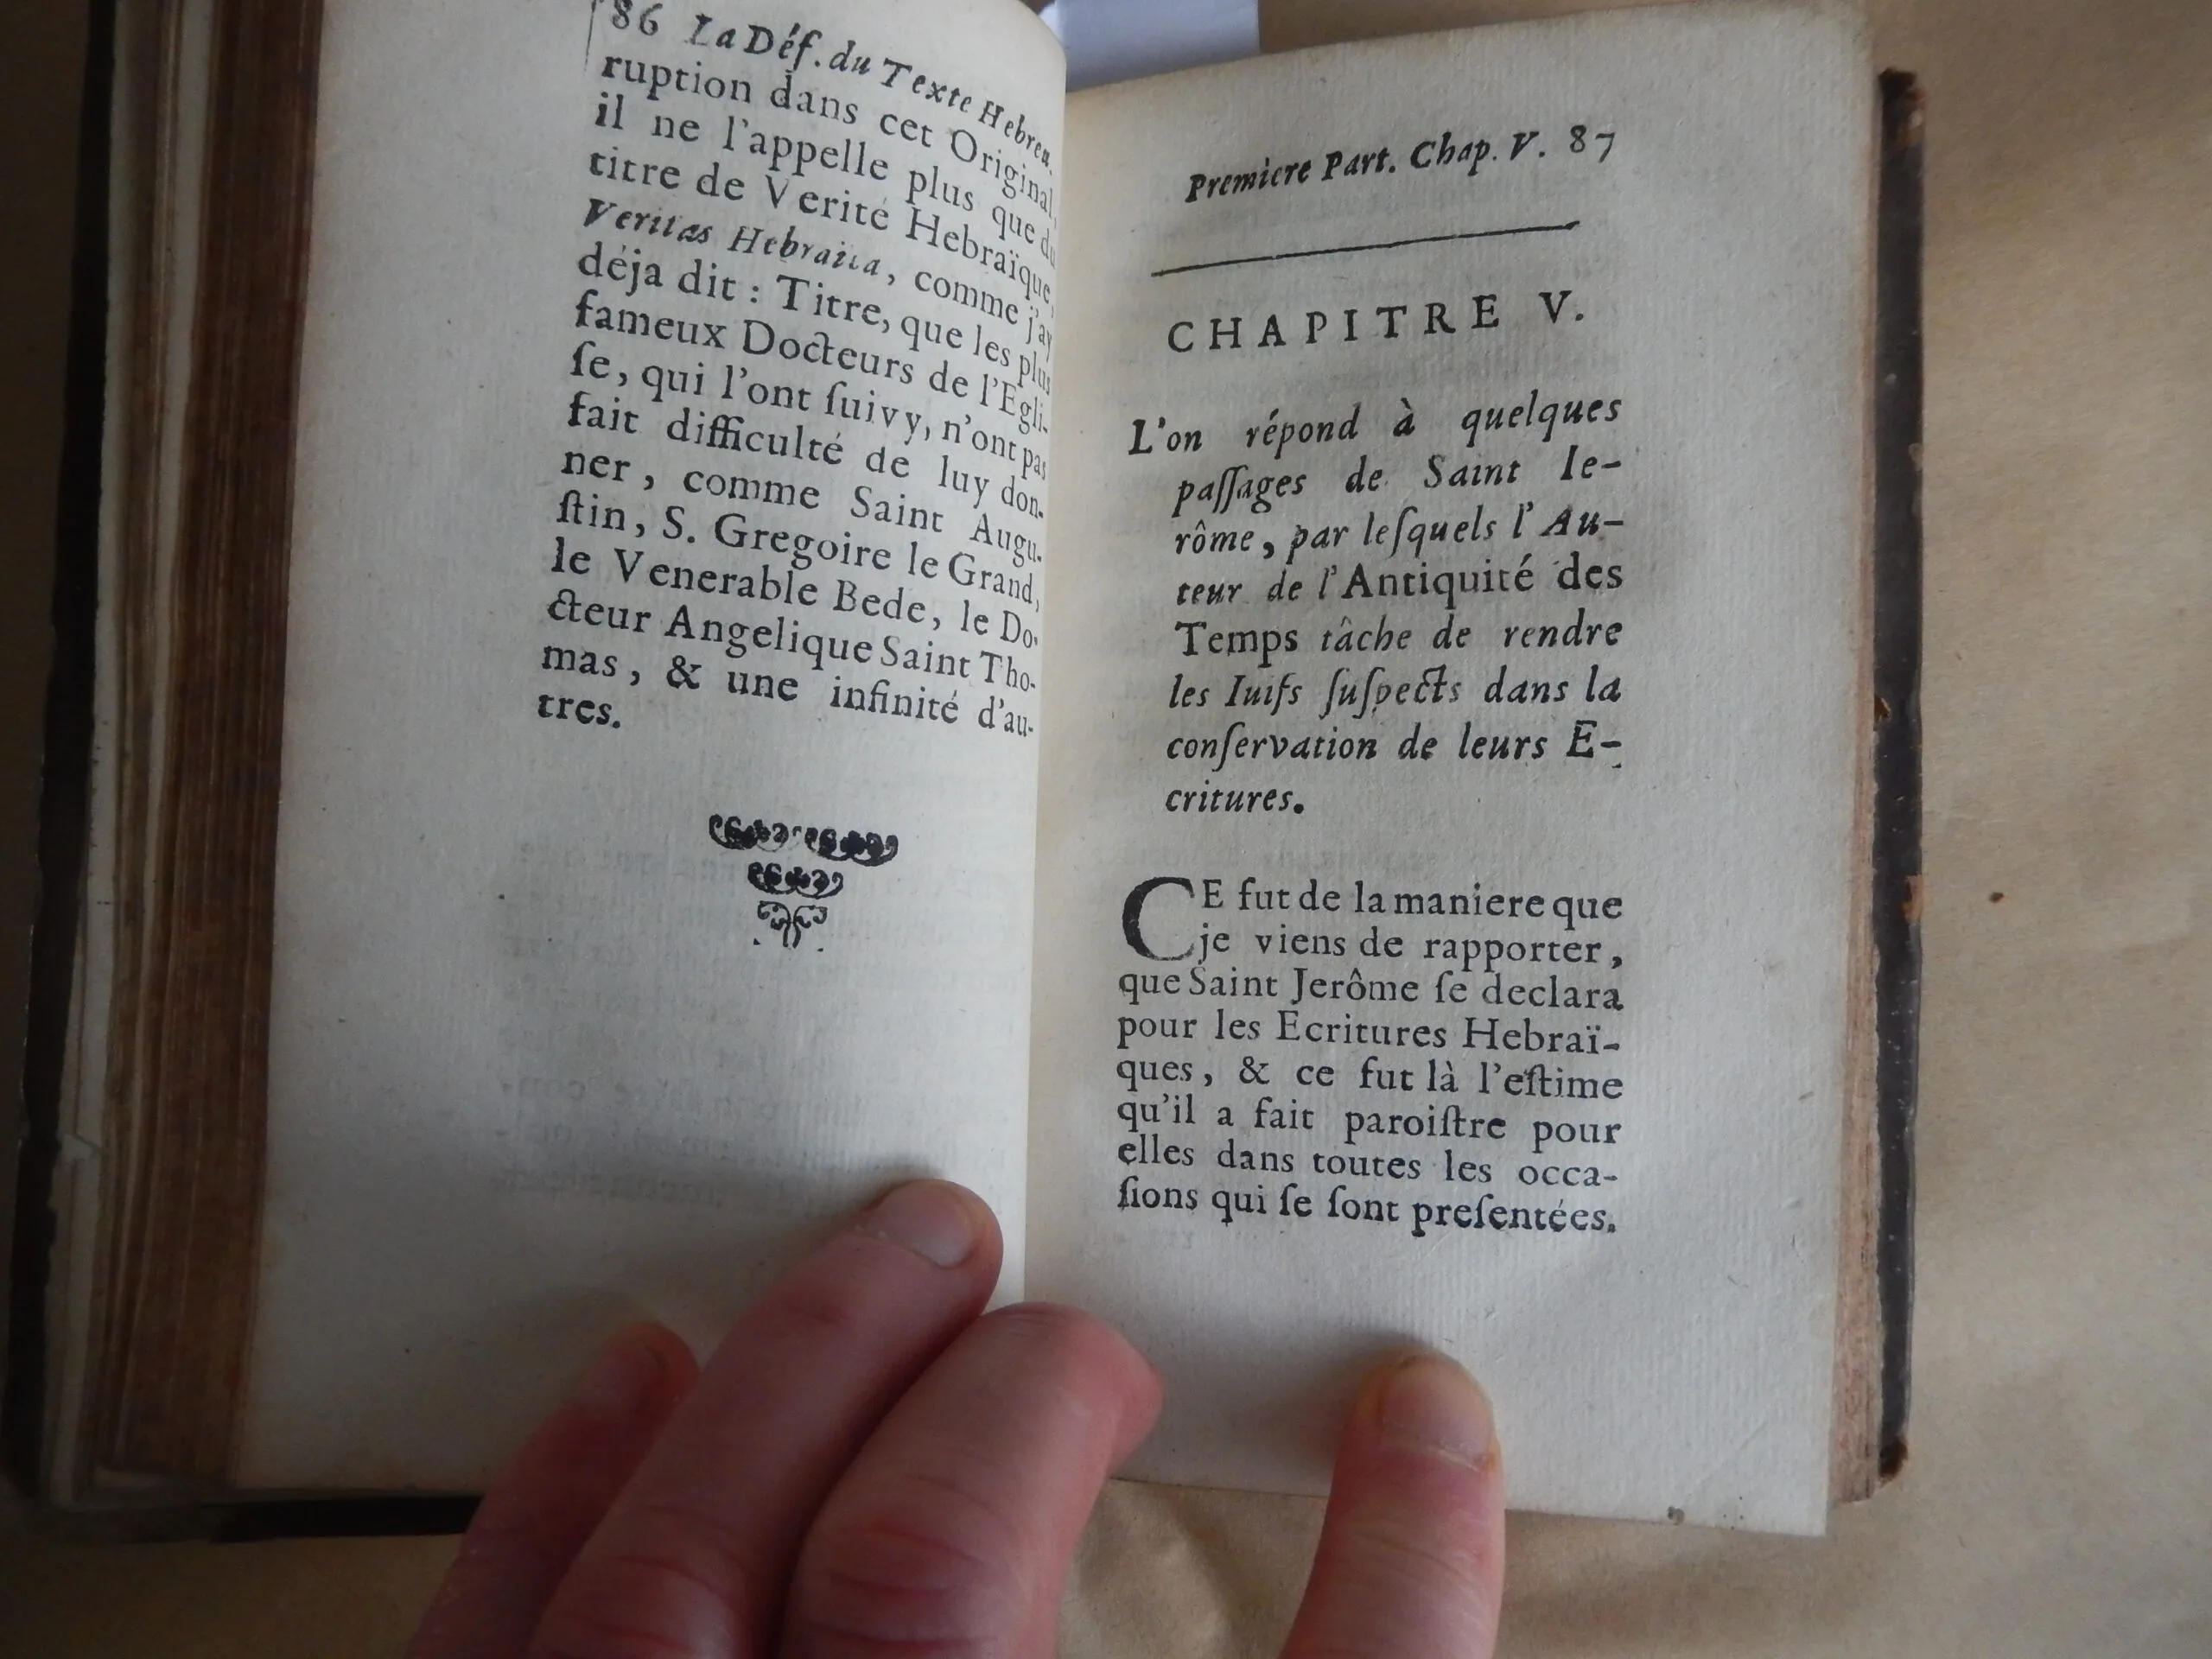 86 La Déf. du Texte Hebreu.
ruption dans cet Original,
il ne l'appelle plus que du
titre de Verité Hebraïque,
Veritas Hebraïca, comme j'ay
déja dit : Titre, que les plus
fameux Docteurs de l'Egli-
ſe, qui l'ont ſuivy, n'ont pas
fait difficulté de luy don-
ner, comme Saint Augu-
ſtin, S. Gregoire le Grand,
le Venerable Bede, le Do-
cteur Angelique Saint Tho-
mas, & une infinité d'au-
tres.
Premiere Part. Chap. V. 87
CHAPITRE V.
L'on répond à quelques
paſſages de Saint Ie-
rôme, par leſquels l'Au-
teur de l'Antiquité des
Temps tâche de rendre
les Iuifs ſuſpects dans la
conſervation de leurs E-
critures.
CE fut de la maniere que
je viens de rapporter,
que Saint Jerôme ſe declara
pour les Ecritures Hebraï-
ques, & ce fut là l'eſtime
qu'il a fait paroiſtre pour
elles dans toutes les occa-
ſions qui ſe ſont preſentées.